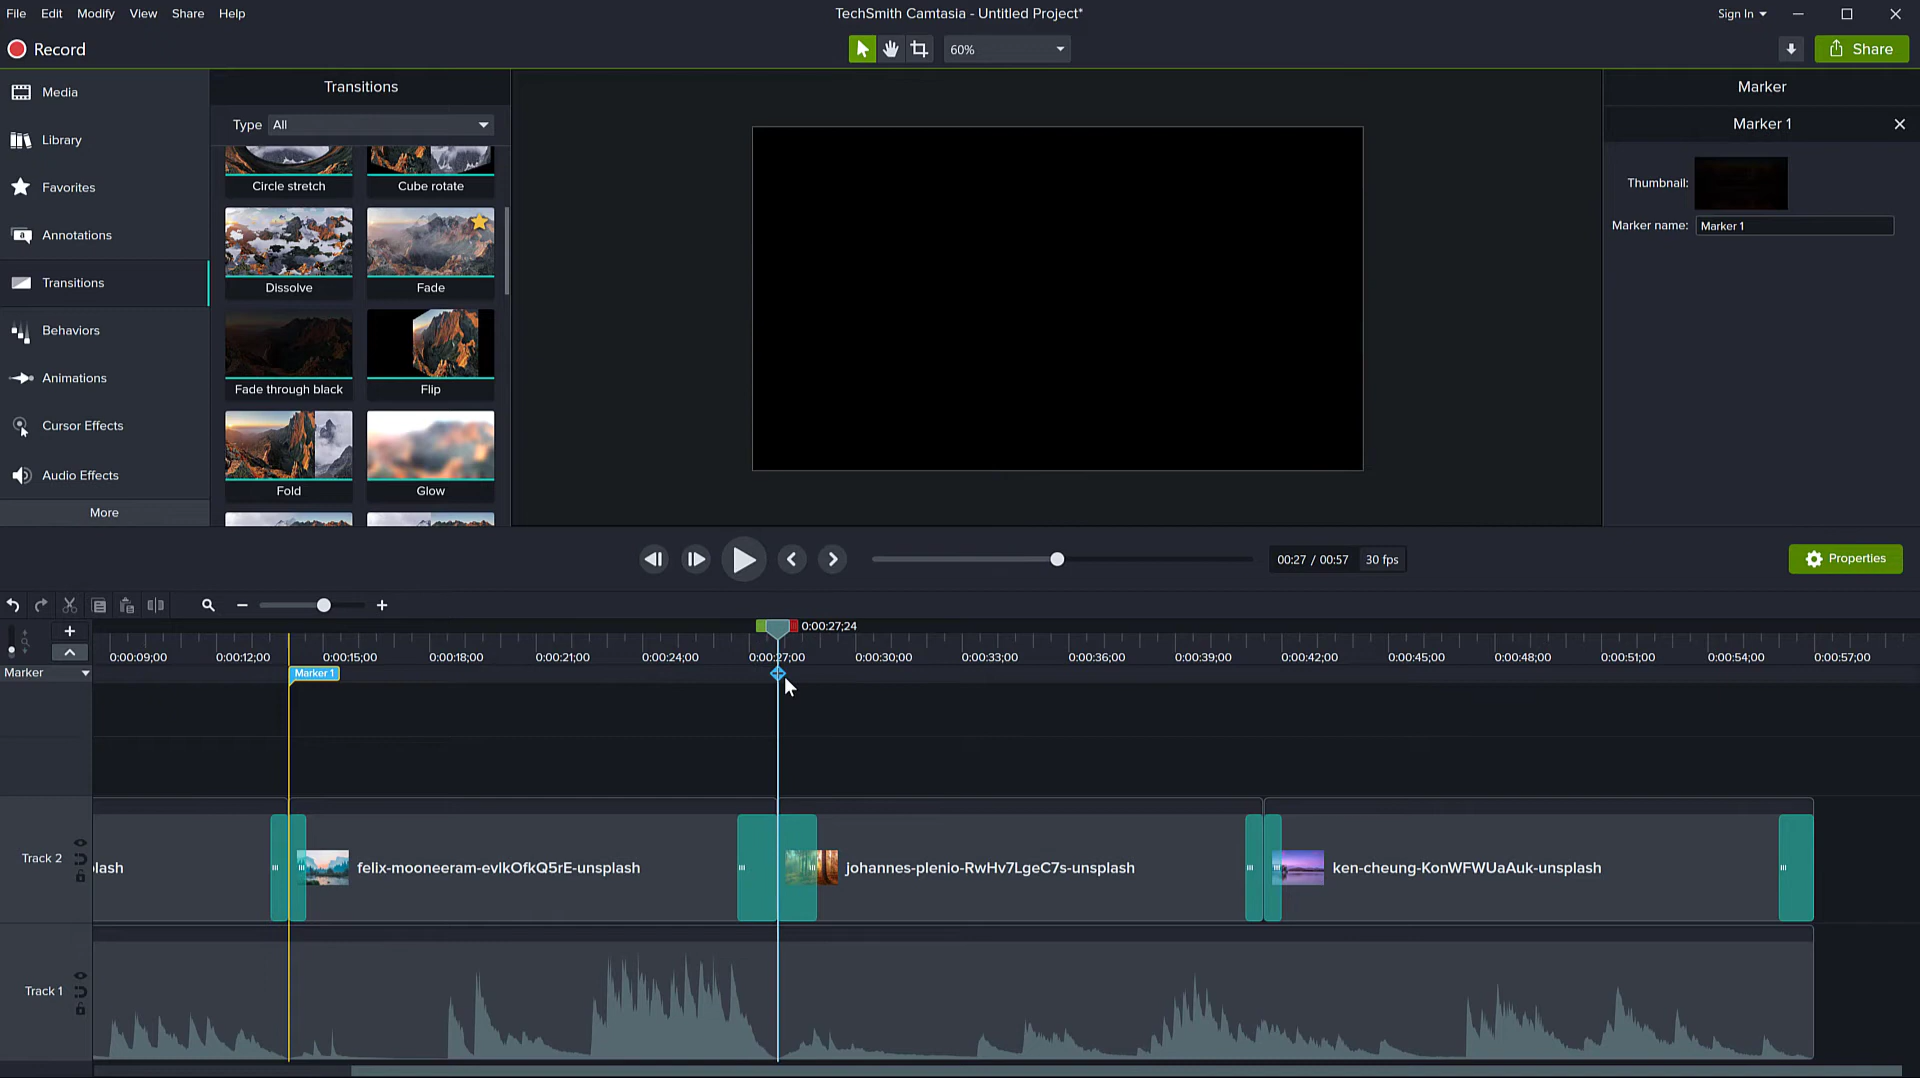 File Edit Modify View Share Help
TechSmith Camtasia - Untitled Project*
Sign In
Record
60%
Share
Media
Library
Favorites
Annotations
Transitions
Behaviors
Animations
Cursor Effects
Audio Effects
More
Transitions
Type All
Circle stretch Cube rotate
Dissolve Fade
Fade through black Flip
Fold Glow
Marker
Marker 1
Thumbnail:
Marker name: Marker 1
00:27 / 00:57 30 fps
Properties
0:00:27;24
0:00:09;00 0:00:12;00 0:00:15;00 0:00:18;00 0:00:21;00 0:00:24;00 0:00:27;00 0:00:30;00 0:00:33;00 0:00:36;00 0:00:39;00 0:00:42;00 0:00:45;00 0:00:48;00 0:00:51;00 0:00:54;00 0:00:57;00
Marker
Marker 1
Track 2
lash felix-mooneeram-evlkOfkQ5rE-unsplash johannes-plenio-RwHv7LgeC7s-unsplash ken-cheung-KonWFWUaAuk-unsplash
Track 1